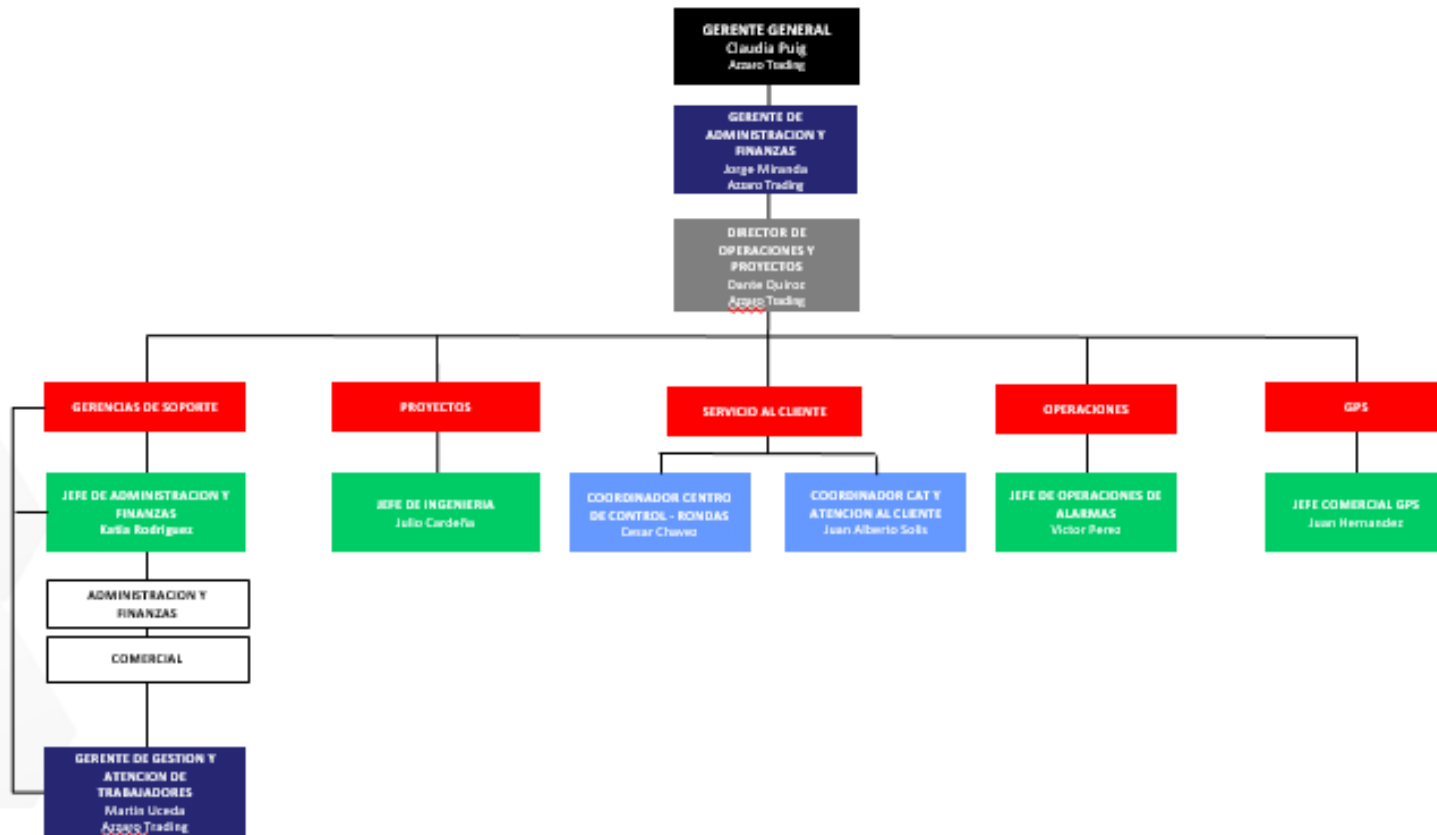 GERENTE GENERAL
Claudia Puig
Azzaro Trading
GERENTE DE
ADMINISTRACION Y
FINANZAS
Jorge Miranda
Azzaro Trading
DIRECTOR DE
OPERACIONES Y
PROYECTOS
Dante Quiroz
Azzaro Trading
GERENCIAS DE SOPORTE
PROYECTOS
SERVICIO AL CLIENTE
OPERACIONES
GPS
JEFE DE ADMINISTRACION Y
FINANZAS
Katia Rodriguez
JEFE DE INGENIERIA
Julio Cardeña
COORDINADOR CENTRO
DE CONTROL - RONDAS
Cesar Chavez
COORDINADOR CAT Y
ATENCION AL CLIENTE
Juan Alberto Solis
JEFE DE OPERACIONES DE
ALARMAS
Victor Perez
JEFE COMERCIAL GPS
Juan Hernandez
ADMINISTRACION Y
FINANZAS
COMERCIAL
GERENTE DE GESTION Y
ATENCION DE
TRABAJADORES
Martin Uceda
Azzaro Trading